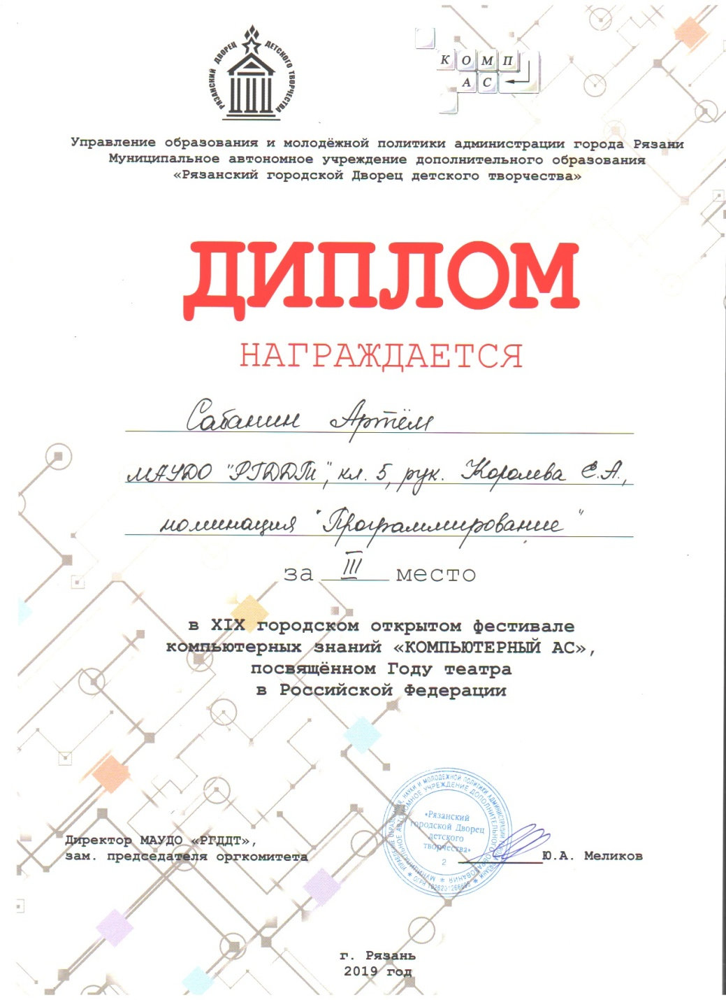 РЯЗАНСКИЙ ДВОРЕЦ ДЕТСКОГО ТВОРЧЕСТВА
КОМП
АС
Управление образования и молодёжной политики администрации города Рязани
Муниципальное автономное учреждение дополнительного образования
«Рязанский городской Дворец детского творчества»
ДИПЛОМ
НАГРАЖДАЕТСЯ
Сабанин Артём
МАУДО "РГДДТ", кл. 5, рук. Королева Е.А.,
номинация "Программирование"
за III место
в XIX городском открытом фестивале
компьютерных знаний «КОМПЬЮТЕРНЫЙ АС»,
посвящённом Году театра
в Российской Федерации
«Рязанский
городской Дворец
детского
творчества»
2
Директор МАУДО «РГДДТ»,
зам. председателя оргкомитета
Ю.А. Меликов
г. Рязань
2019 год